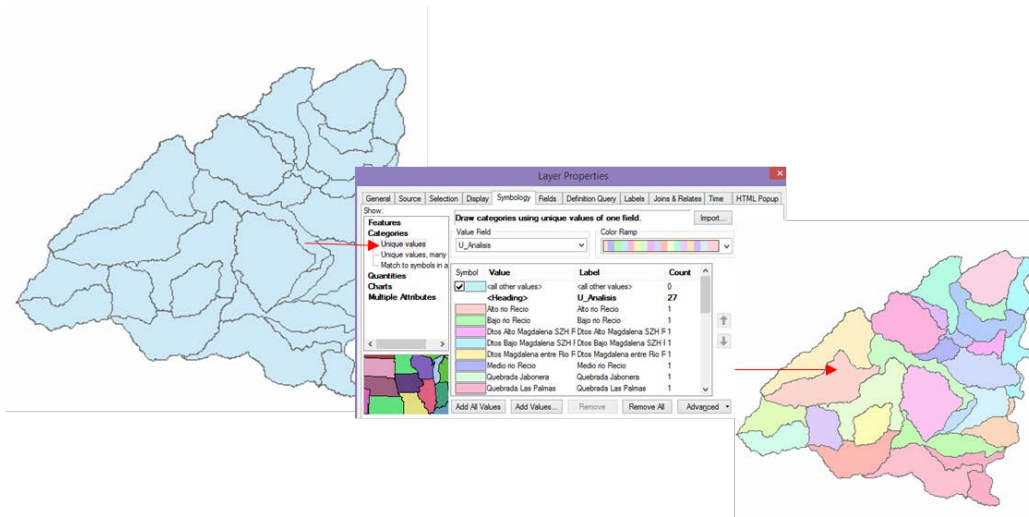 Layer Properties
General Source Selection Display Symbology Fields Definition Query Labels Joins & Relates Time HTML Popup
Show:
Features
Categories
Unique values
Unique values, many
Match to symbols in a
Quantities
Charts
Multiple Attributes
Draw categories using unique values of one field.
Import...
Value Field
U_Analisis
Color Ramp
Symbol Value Label Count
<all other values> <all other values> 0
<Heading> U_Analisis 27
Alto rio Recio Alto rio Recio 1
Bajo rio Recio Bajo rio Recio 1
Dtos Alto Magdalena SZH F Dtos Alto Magdalena SZH F 1
Dtos Bajo Magdalena SZH I Dtos Bajo Magdalena SZH I 1
Dtos Magdalena entre Rio F Dtos Magdalena entre Rio F 1
Medio rio Recio Medio rio Recio 1
Quebrada Jabonera Quebrada Jabonera 1
Quebrada Las Palmas Quebrada Las Palmas 1
Add All Values Add Values... Remove Remove All Advanced